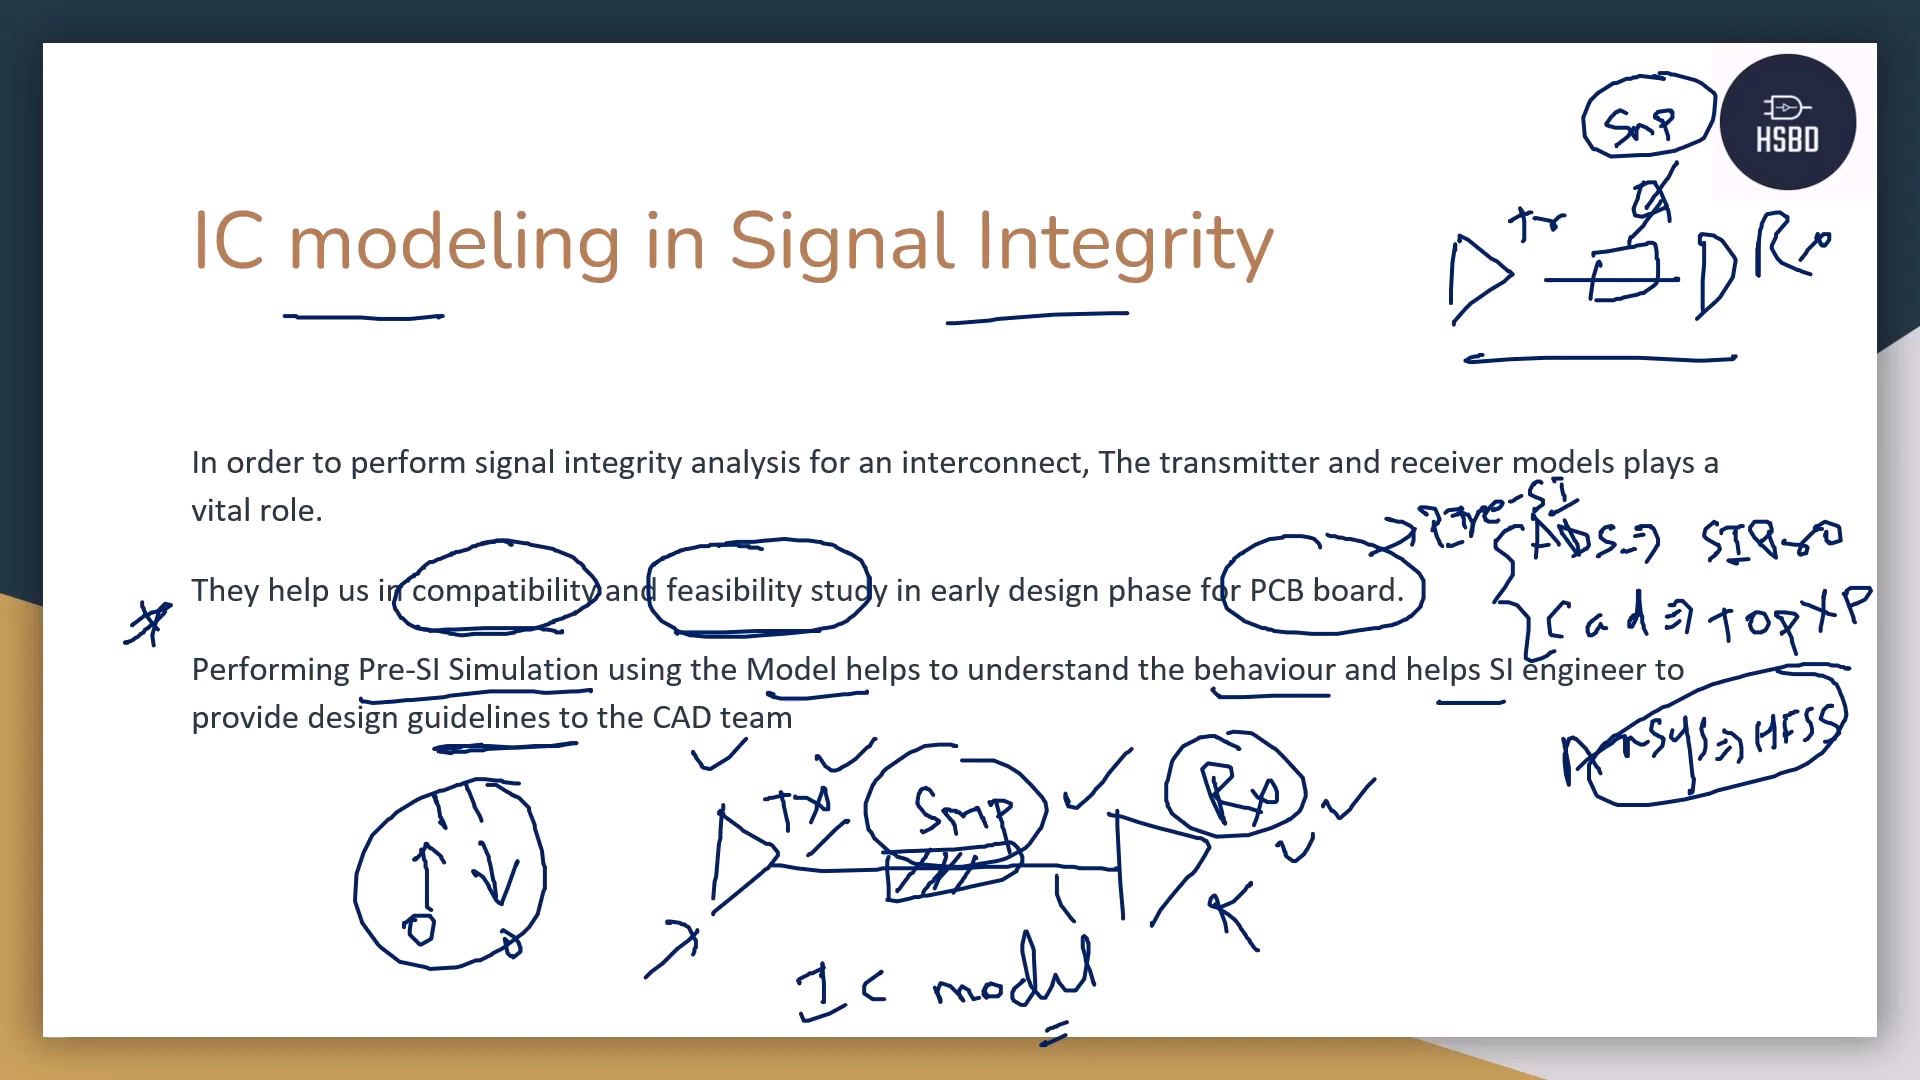 SnP
HSBD
IC modeling in Signal Integrity
Tr
Rx
In order to perform signal integrity analysis for an interconnect, The transmitter and receiver models plays a
vital role.
Pre-SI
ADS => SIPro
They help us in compatibility and feasibility study in early design phase for PCB board.
Cad => TopXP
Performing Pre-SI Simulation using the Model helps to understand the behaviour and helps SI engineer to
provide design guidelines to the CAD team
Ansys => HFSS
Tx
SnP
Rx
IC model